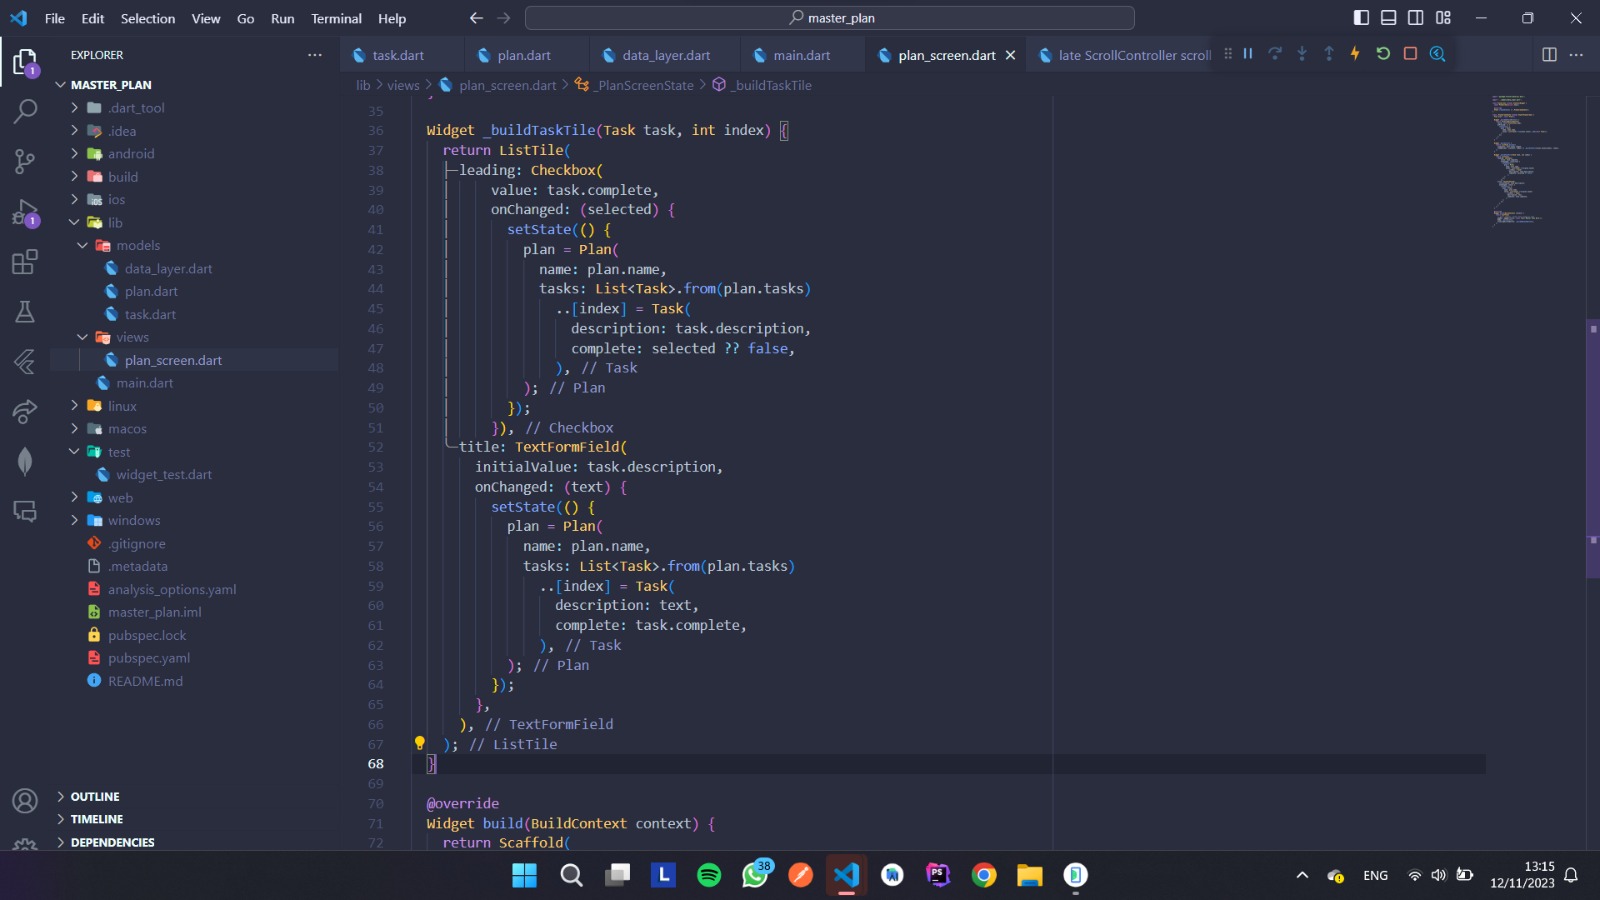 File Edit Selection View Go Run Terminal Help
master_plan
EXPLORER
task.dart
plan.dart
data_layer.dart
main.dart
plan_screen.dart
late ScrollController scroll
lib > views > plan_screen.dart > _PlanScreenState > _buildTaskTile
MASTER_PLAN
.dart_tool
.idea
android
build
ios
lib
models
data_layer.dart
plan.dart
task.dart
views
plan_screen.dart
main.dart
linux
macos
test
widget_test.dart
web
windows
.gitignore
.metadata
analysis_options.yaml
master_plan.iml
pubspec.lock
pubspec.yaml
README.md
OUTLINE
TIMELINE
DEPENDENCIES
1
1
35
36 Widget _buildTaskTile(Task task, int index) {
37 return ListTile(
38 leading: Checkbox(
39 value: task.complete,
40 onChanged: (selected) {
41 setState(() {
42 plan = Plan(
43 name: plan.name,
44 tasks: List<Task>.from(plan.tasks)
45 ..[index] = Task(
46 description: task.description,
47 complete: selected ?? false,
48 ), // Task
49 ); // Plan
50 });
51 }), // Checkbox
52 title: TextFormField(
53 initialValue: task.description,
54 onChanged: (text) {
55 setState(() {
56 plan = Plan(
57 name: plan.name,
58 tasks: List<Task>.from(plan.tasks)
59 ..[index] = Task(
60 description: text,
61 complete: task.complete,
62 ), // Task
63 ); // Plan
64 });
65 },
66 ), // TextFormField
67 ); // ListTile
68 }
69
70 @override
71 Widget build(BuildContext context) {
72 return Scaffold(
L
38
PS
ENG
13:15
12/11/2023